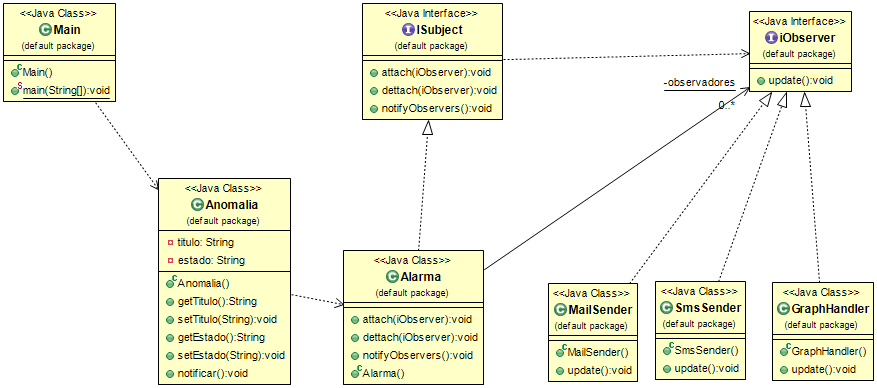 <<Java Class>>
Main
(default package)
Main()
main(String[]):void
<<Java Interface>>
ISubject
(default package)
attach(iObserver):void
dettach(iObserver):void
notifyObservers():void
<<Java Interface>>
iObserver
(default package)
update():void
-observadores
0..*
<<Java Class>>
Anomalia
(default package)
titulo: String
estado: String
Anomalia()
getTitulo():String
setTitulo(String):void
getEstado():String
setEstado(String):void
notificar():void
<<Java Class>>
Alarma
(default package)
attach(iObserver):void
dettach(iObserver):void
notifyObservers():void
Alarma()
<<Java Class>>
MailSender
(default package)
MailSender()
update():void
<<Java Class>>
SmsSender
(default package)
SmsSender()
update():void
<<Java Class>>
GraphHandler
(default package)
GraphHandler()
update():void